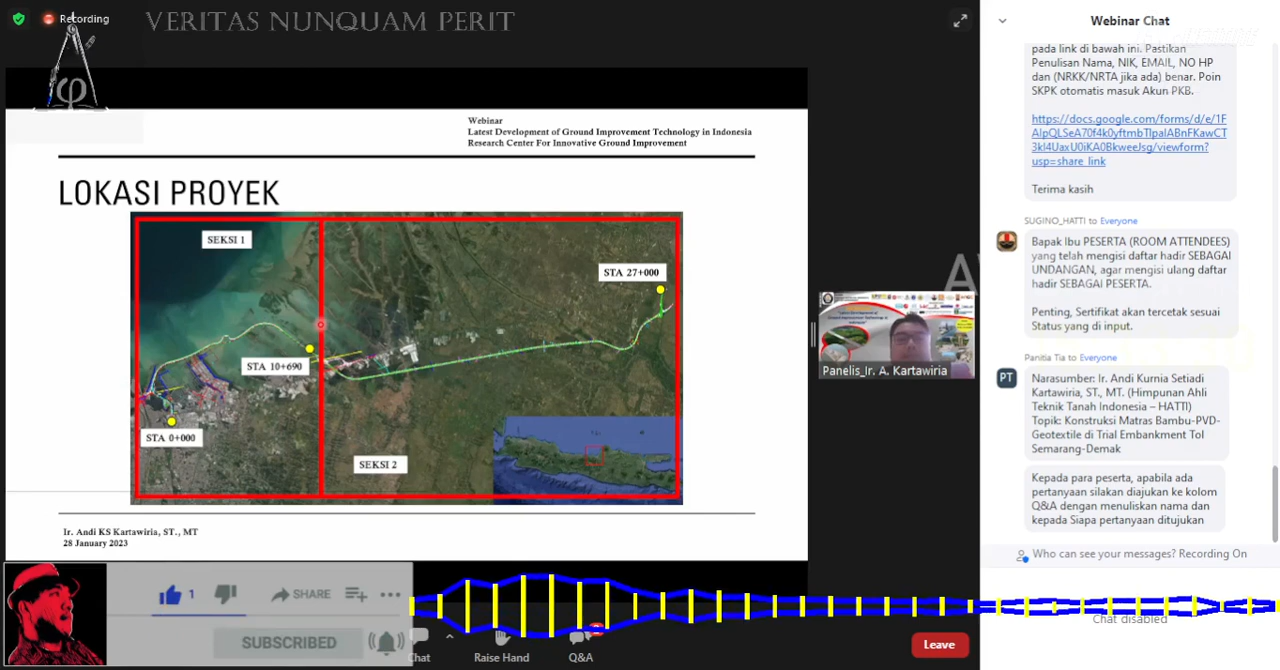 Recording
VERITAS NUNQUAM PERIT
φ
Webinar
Latest Development of Ground Improvement Technology in Indonesia
Research Center For Innovative Ground Improvement
LOKASI PROYEK
SEKSI 1
STA 27+000
STA 10+690
STA 0+000
SEKSI 2
Ir. Andi KS Kartawiria, ST., MT
28 January 2023
Panelis_Ir. A. Kartawiria
Webinar Chat
pada link di bawah ini. Pastikan
Penulisan Nama, NIK, EMAIL, NO HP
dan (NRKK/NRTA jika ada) benar. Poin
SKPK otomatis masuk Akun PKB.
https://docs.google.com/forms/d/e/1F
AIpQLSeA70f4k0yftmbTlpalABnFKawCT
3kl4UaxU0iKA0BkweeJsg/viewform?
usp=share_link
Terima kasih
SUGINO_HATTI to Everyone
Bapak Ibu PESERTA (ROOM ATTENDEES)
yang telah mengisi daftar hadir SEBAGAI
UNDANGAN, agar mengisi ulang daftar
hadir SEBAGAI PESERTA.
Penting, Sertifikat akan tercetak sesuai
Status yang di input.
Panitia Tia to Everyone
PT
Narasumber: Ir. Andi Kurnia Setiadi
Kartawiria, ST., MT. (Himpunan Ahli
Teknik Tanah Indonesia – HATTI)
Topik: Konstruksi Matras Bambu-PVD-
Geotextile di Trial Embankment Tol
Semarang-Demak
Kepada para peserta, apabila ada
pertanyaan silakan diajukan ke kolom
Q&A dengan menuliskan nama dan
kepada Siapa pertanyaan ditujukan
Who can see your messages? Recording On
Chat disabled
1
SHARE
SUBSCRIBED
Chat
Raise Hand
Q&A
Leave